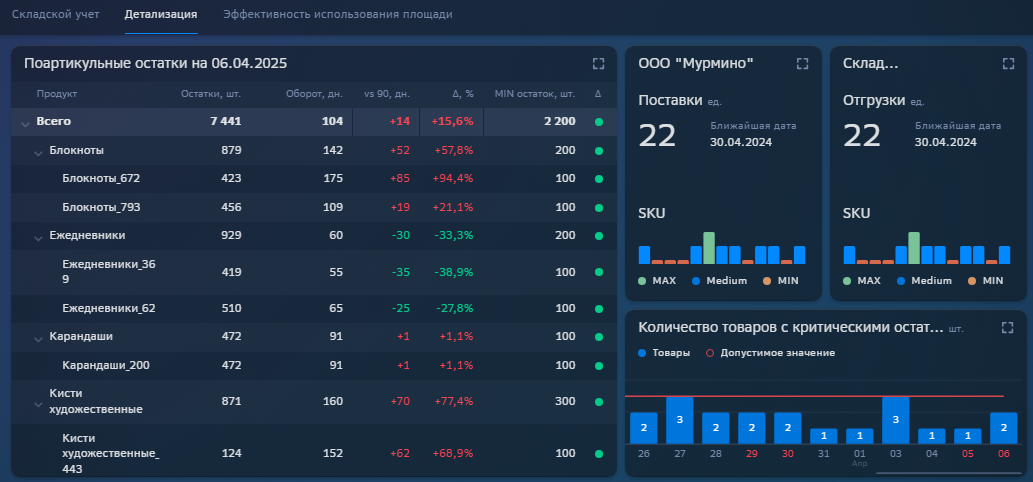 Складской учет Детализация Эффективность использования площади
Поартикульные остатки на 06.04.2025
Продукт Остатки, шт. Оборот, дн. vs 90, дн. Δ, % MIN остаток, шт. Δ
Всего 7 441 104 +14 +15,6% 2 200
Блокноты 879 142 +52 +57,8% 200
Блокноты_672 423 175 +85 +94,4% 100
Блокноты_793 456 109 +19 +21,1% 100
Ежедневники 929 60 -30 -33,3% 200
Ежедневники_36
9 419 55 -35 -38,9% 100
Ежедневники_62 510 65 -25 -27,8% 100
Карандаши 472 91 +1 +1,1% 100
Карандаши_200 472 91 +1 +1,1% 100
Кисти
художественные 871 160 +70 +77,4% 300
Кисти
художественные_ 124 152 +62 +68,9% 100
443
ООО "Мурмино"
Поставки ед.
22 Ближайшая дата
30.04.2024
SKU
MAX Medium MIN
Склад...
Отгрузки ед.
22 Ближайшая дата
30.04.2024
SKU
MAX Medium MIN
Количество товаров с критическими остат... шт.
Товары Допустимое значение
2 3 2 2 2 1 1 3 1 1 2
26 27 28 29 30 31 01 03 04 05 06
Апр